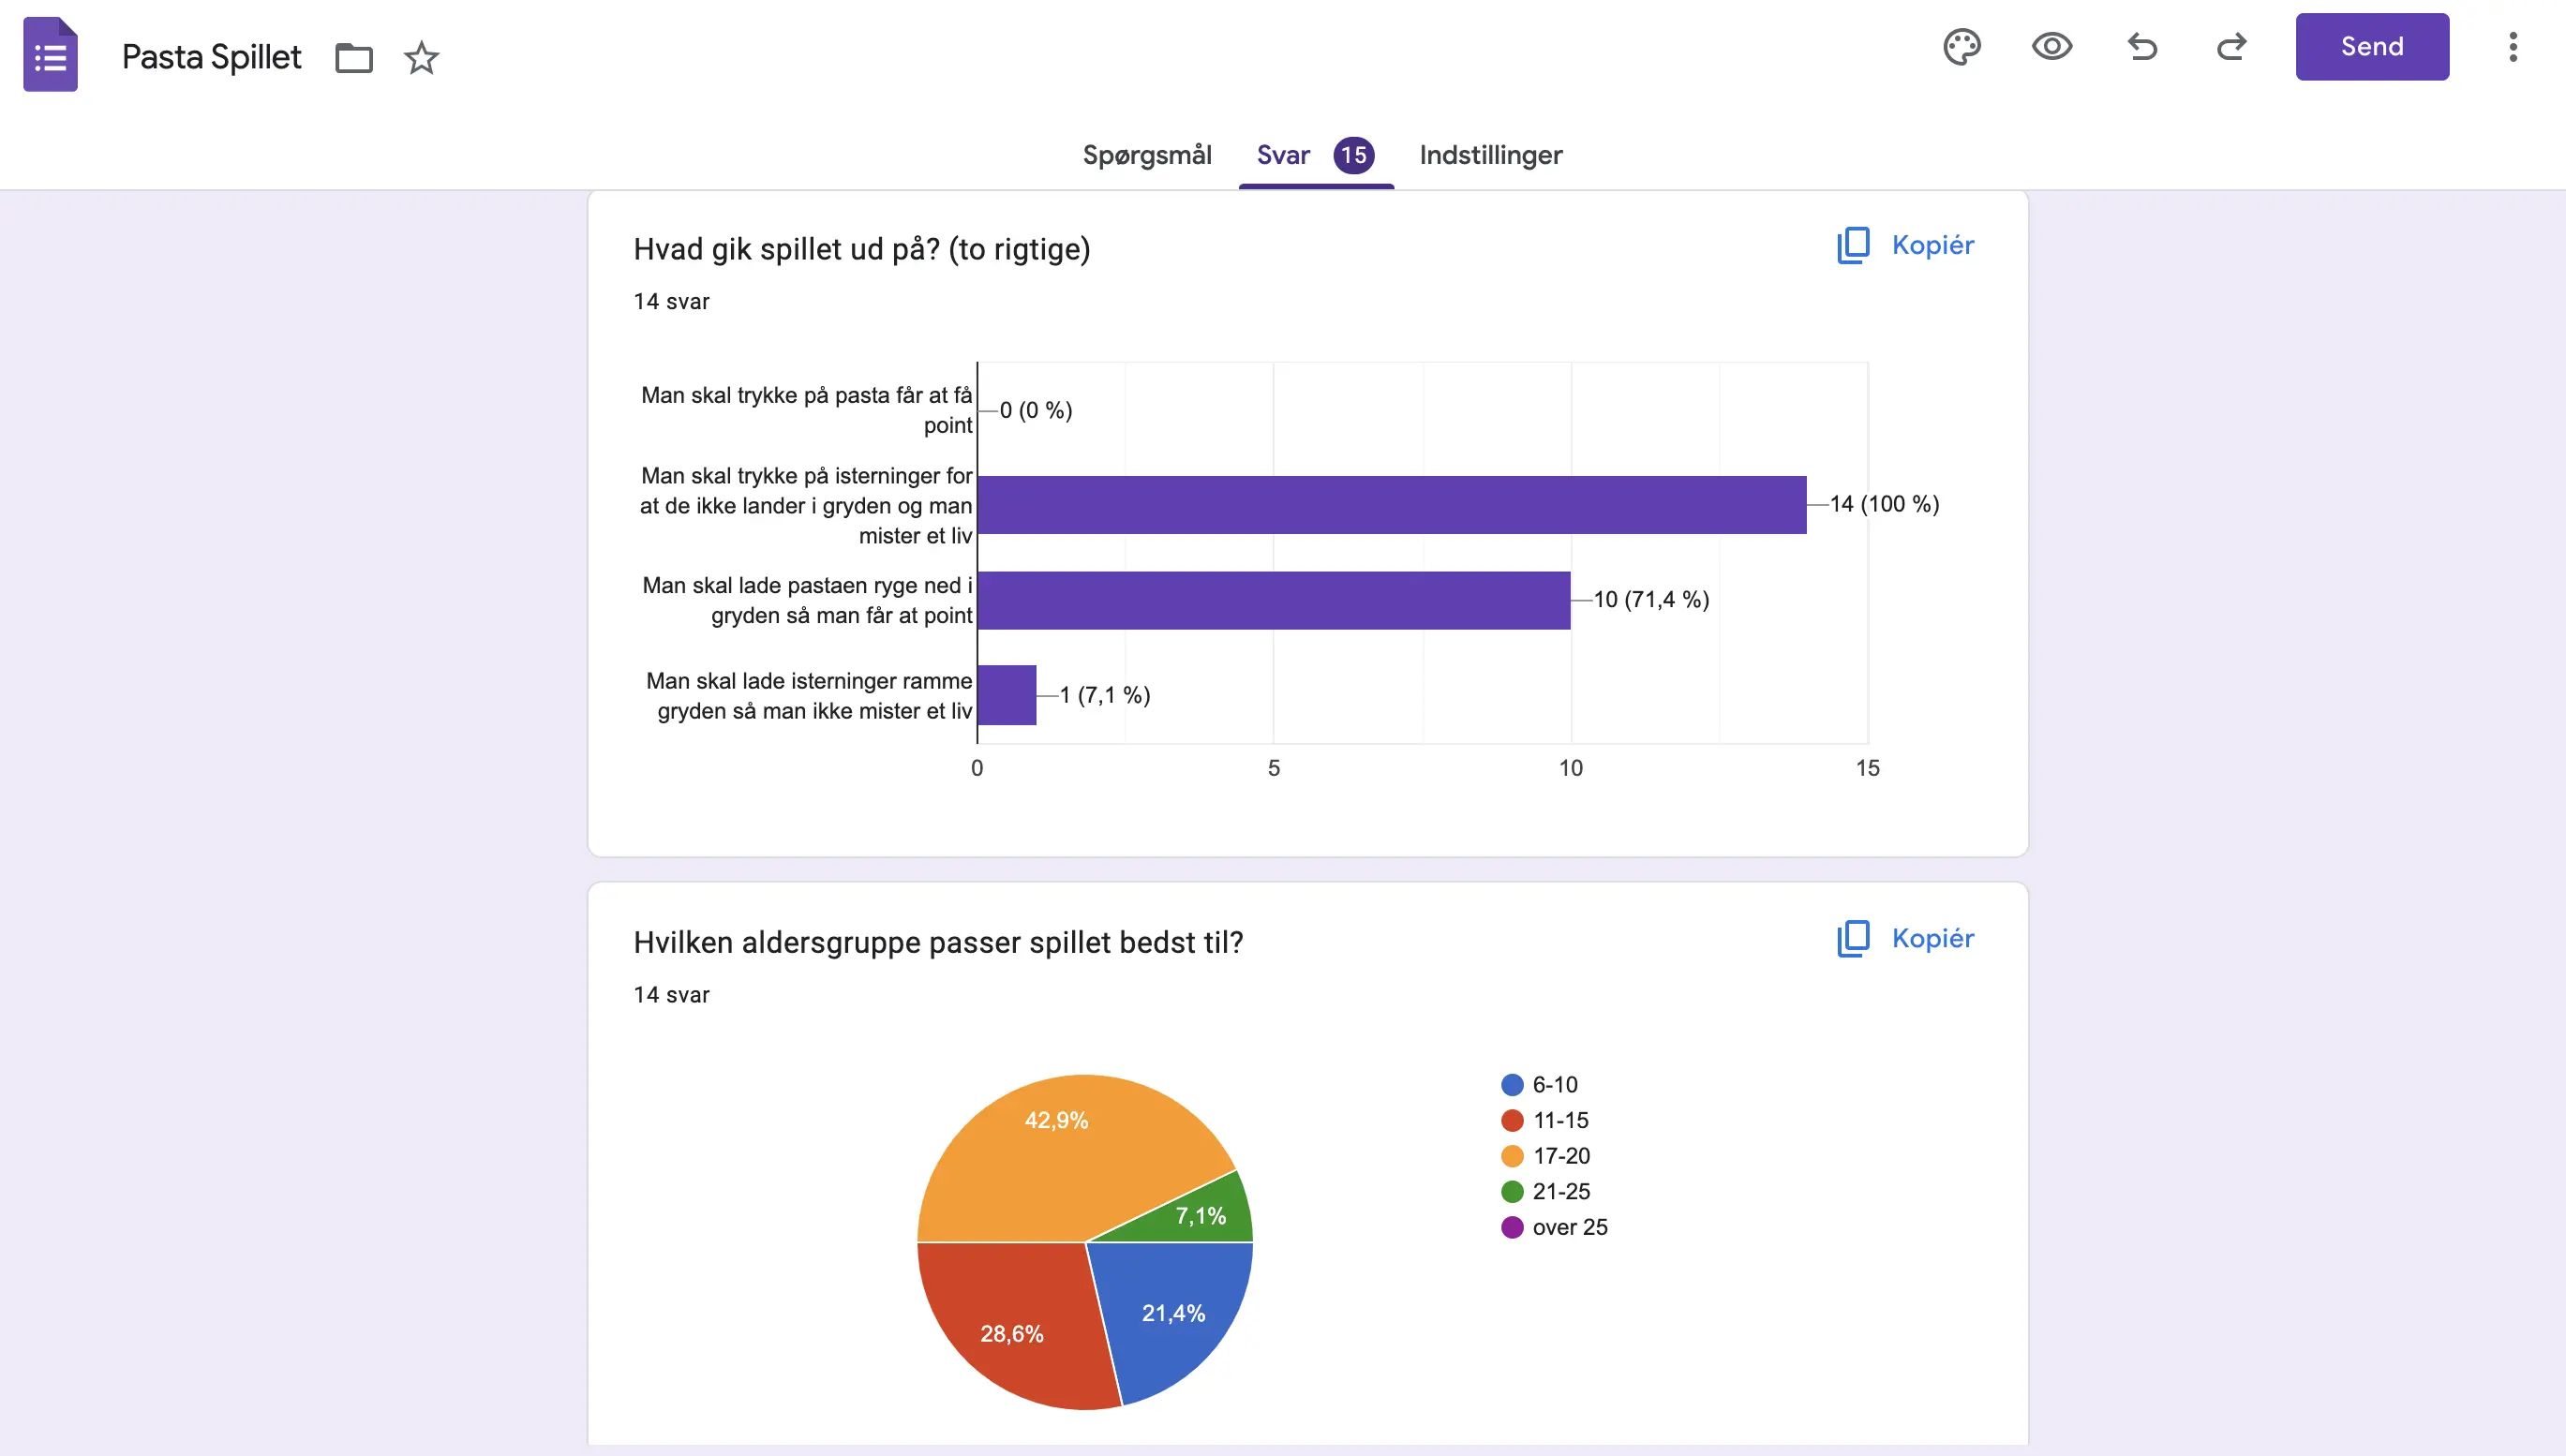 Pasta Spillet
Send
Spørgsmål
Svar 15
Indstillinger
Hvad gik spillet ud på? (to rigtige)
Kopiér
14 svar
Man skal trykke på pasta får at få
point
0 (0 %)
Man skal trykke på isterninger for
at de ikke lander i gryden og man
mister et liv
14 (100 %)
Man skal lade pastaen ryge ned i
gryden så man får at point
10 (71,4 %)
Man skal lade isterninger ramme
gryden så man ikke mister et liv
1 (7,1 %)
0 5 10 15
Hvilken aldersgruppe passer spillet bedst til?
Kopiér
14 svar
42,9%
7,1%
21,4%
28,6%
6-10
11-15
17-20
21-25
over 25